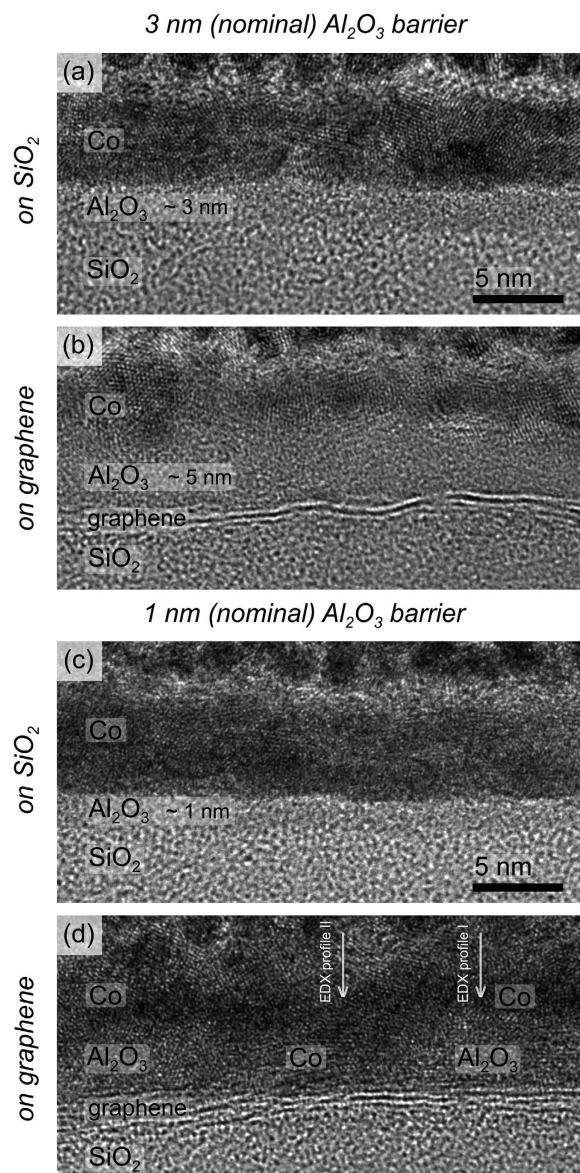 3 nm (nominal) Al₂O₃ barrier
(a)
on SiO₂
Co
Al₂O₃ ~ 3 nm
SiO₂
5 nm
(b)
on graphene
Co
Al₂O₃ ~ 5 nm
graphene
SiO₂
1 nm (nominal) Al₂O₃ barrier
(c)
on SiO₂
Co
Al₂O₃ ~ 1 nm
SiO₂
5 nm
(d)
on graphene
EDX profile II
EDX profile I
Co
Co
Al₂O₃
Co
Al₂O₃
graphene
SiO₂